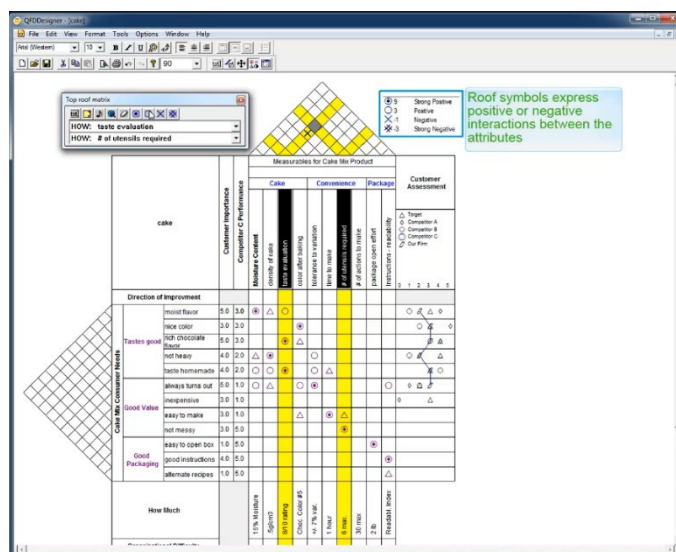 QFDDesigner - [cake]
File Edit View Format Tools Options Window Help
Arial (Western) 10 B I U
90
Top roof matrix
HOW: taste evaluation
HOW: # of utensils required
9 Strong Positive
3 Positive
-1 Negative
-3 Strong Negative
Roof symbols express
positive or negative
interactions between the
attributes
Measurables for Cake Mix Product
Cake Convenience Package
Customer
Assessment
Target
Competitor A
Competitor B
Competitor C
Our Firm
0 1 2 3 4 5
cake
Customer Importance
Competitor C Performance
Moisture Content
density of cake
taste evaluation
color after baking
tolerance to variation
time to make
# of utensils required
# of actions to make
package open effort
Instructions - readability
Direction of Improvment
Cake Mix Consumer Needs
Tastes good
moist flavor 5.0 3.0
nice color 3.0 3.0
rich chocolate
flavor 5.0 3.0
not heavy 4.0 2.0
taste homemade 4.0 2.0
Good Value
always turns out 5.0 1.0
inexpensive 3.0 1.0
easy to make 3.0 1.0
not messy 3.0 5.0
Good
Packaging
easy to open box 1.0 5.0
good instructions 4.0 5.0
alternate recipes 1.0 5.0
How Much
15% Moisture
.5g/cm3
8/10 rating
Choc. Color #5
+/- 7% var.
1 hour
6 max.
30 max
2 lb
Readabl. Index